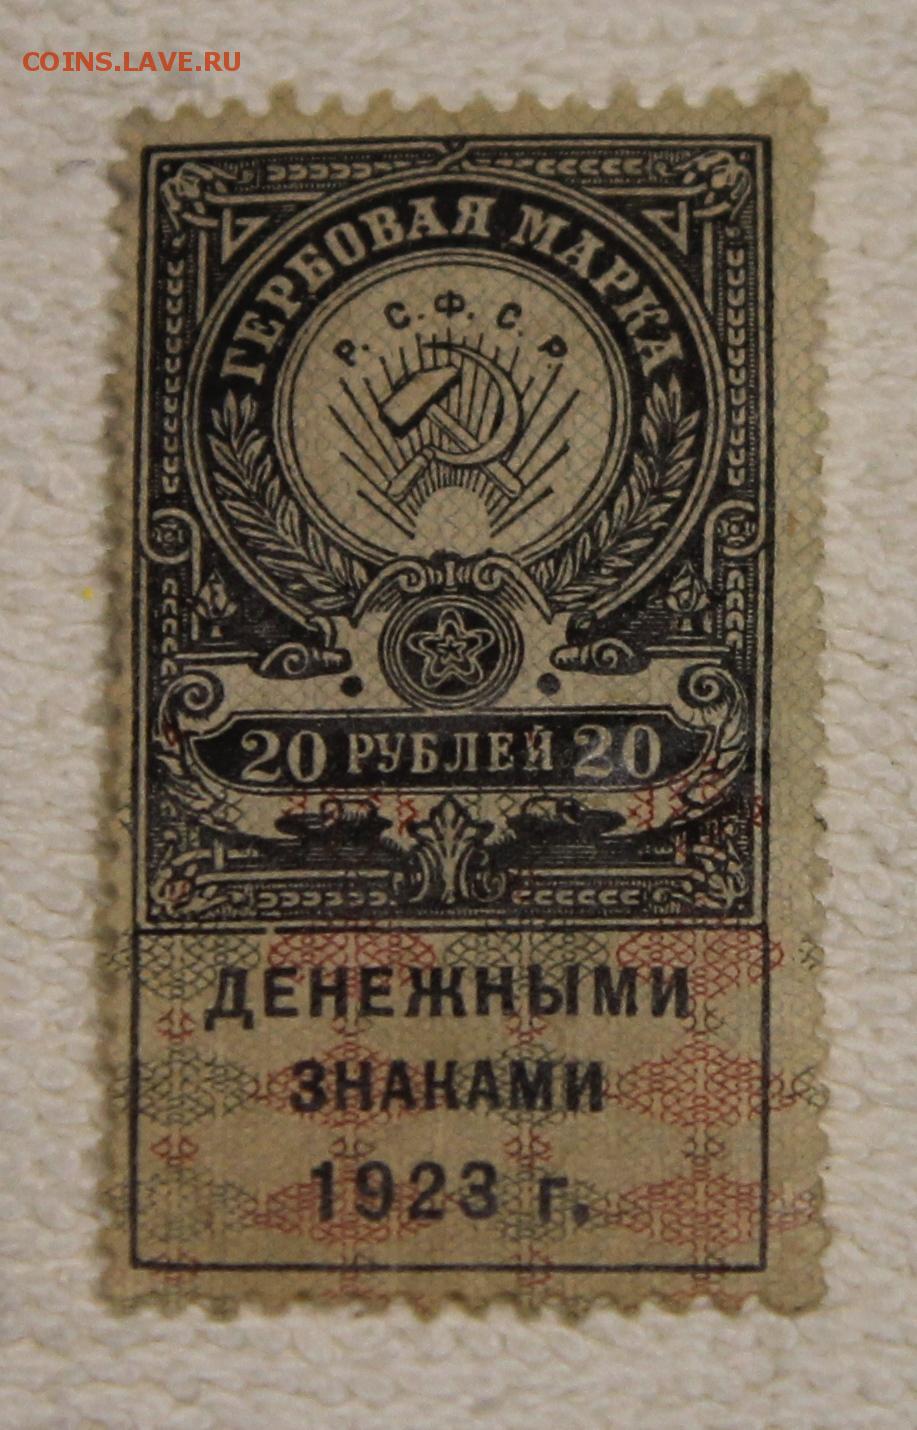 COINS.LAVE.RU
ГЕРБОВАЯ МАРКА
Р. С. Ф. С. Р.
20 РУБЛЕЙ 20
ДЕНЕЖНЫМИ
ЗНАКАМИ
1923 г.